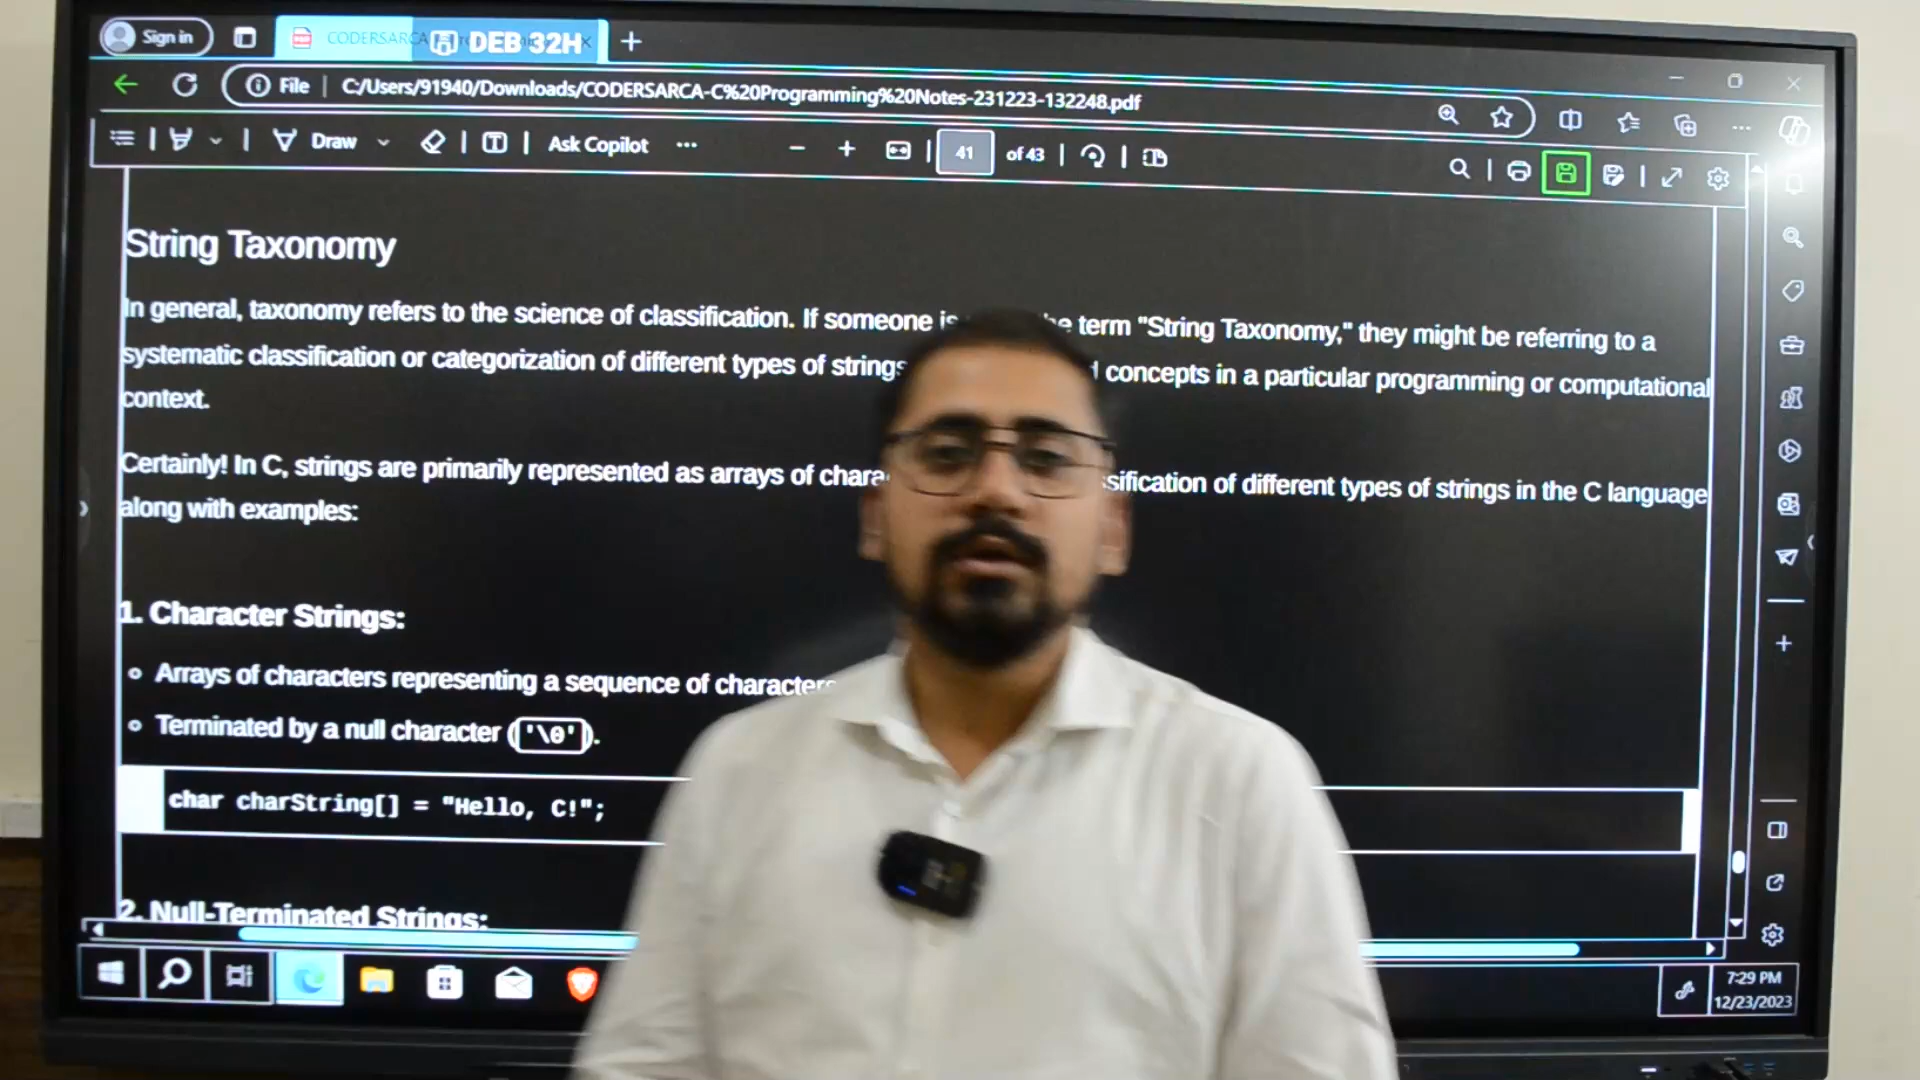 Sign in
CODERSARCA
DEB 32H
File
C:/Users/91940/Downloads/CODERSARCA-C%20Programming%20Notes-231223-132248.pdf
Draw
Ask Copilot
41
of 43
String Taxonomy
In general, taxonomy refers to the science of classification. If someone is term "String Taxonomy," they might be referring to a
systematic classification or categorization of different types of strings concepts in a particular programming or computational
context.
Certainly! In C, strings are primarily represented as arrays of of different types of strings in the C language
along with examples:
1. Character Strings:
Arrays of characters representing a sequence of characters
Terminated by a null character ('\0').
char charString[] = "Hello, C!";
2. Null-Terminated Strings:
7:29 PM
12/23/2023